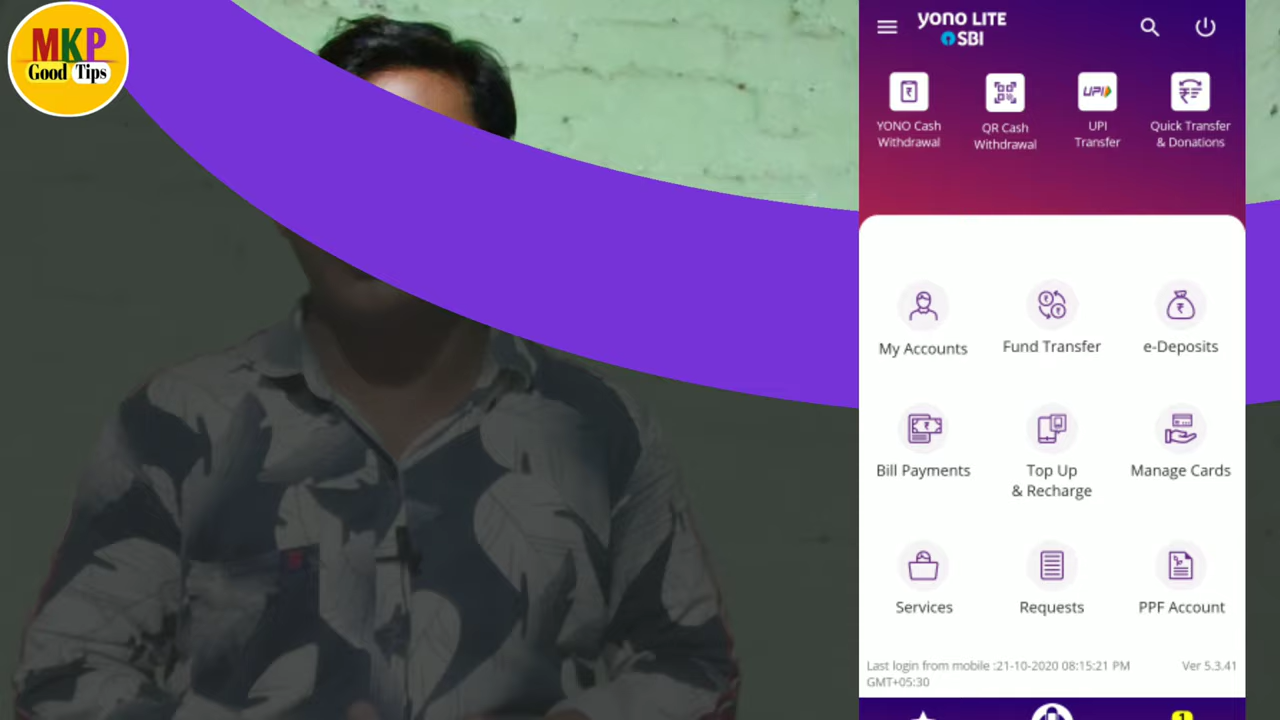 MKP
Good Tips
yono LITE
SBI
YONO Cash
Withdrawal
QR Cash
Withdrawal
UPI
UPI
Transfer
Quick Transfer
& Donations
My Accounts
Fund Transfer
e-Deposits
Bill Payments
Top Up
& Recharge
Manage Cards
Services
Requests
PPF Account
Last login from mobile :21-10-2020 08:15:21 PM
GMT+05:30
Ver 5.3.41
1